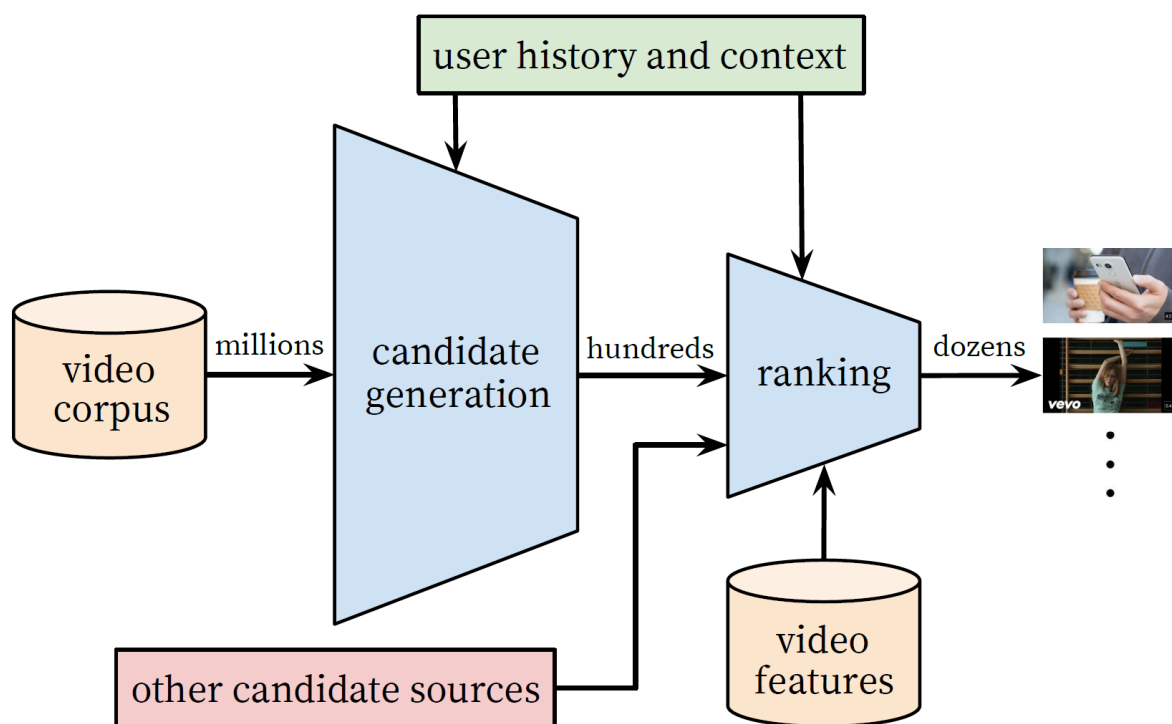 user history and context
video
corpus
millions
candidate
generation
hundreds
ranking
dozens
vevo
other candidate sources
video
features